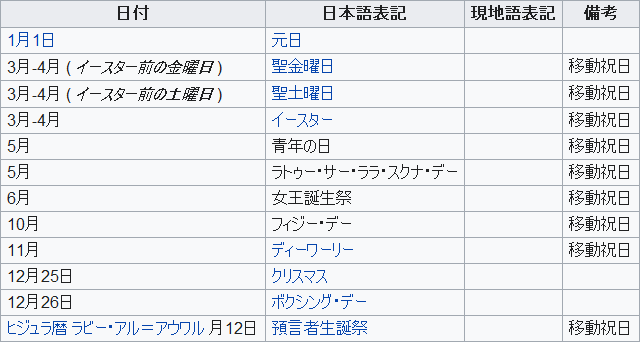 日付 日本語表記 現地語表記 備考
1月1日 元日
3月-4月 ( イースター前の金曜日 ) 聖金曜日 移動祝日
3月-4月 ( イースター前の土曜日 ) 聖土曜日 移動祝日
3月-4月 イースター 移動祝日
5月 青年の日 移動祝日
5月 ラトゥー・サー・ララ・スクナ・デー 移動祝日
6月 女王誕生祭 移動祝日
10月 フィジー・デー 移動祝日
11月 ディーワーリー 移動祝日
12月25日 クリスマス
12月26日 ボクシング・デー
ヒジュラ暦 ラビー・アル＝アウワル 月12日 預言者生誕祭 移動祝日